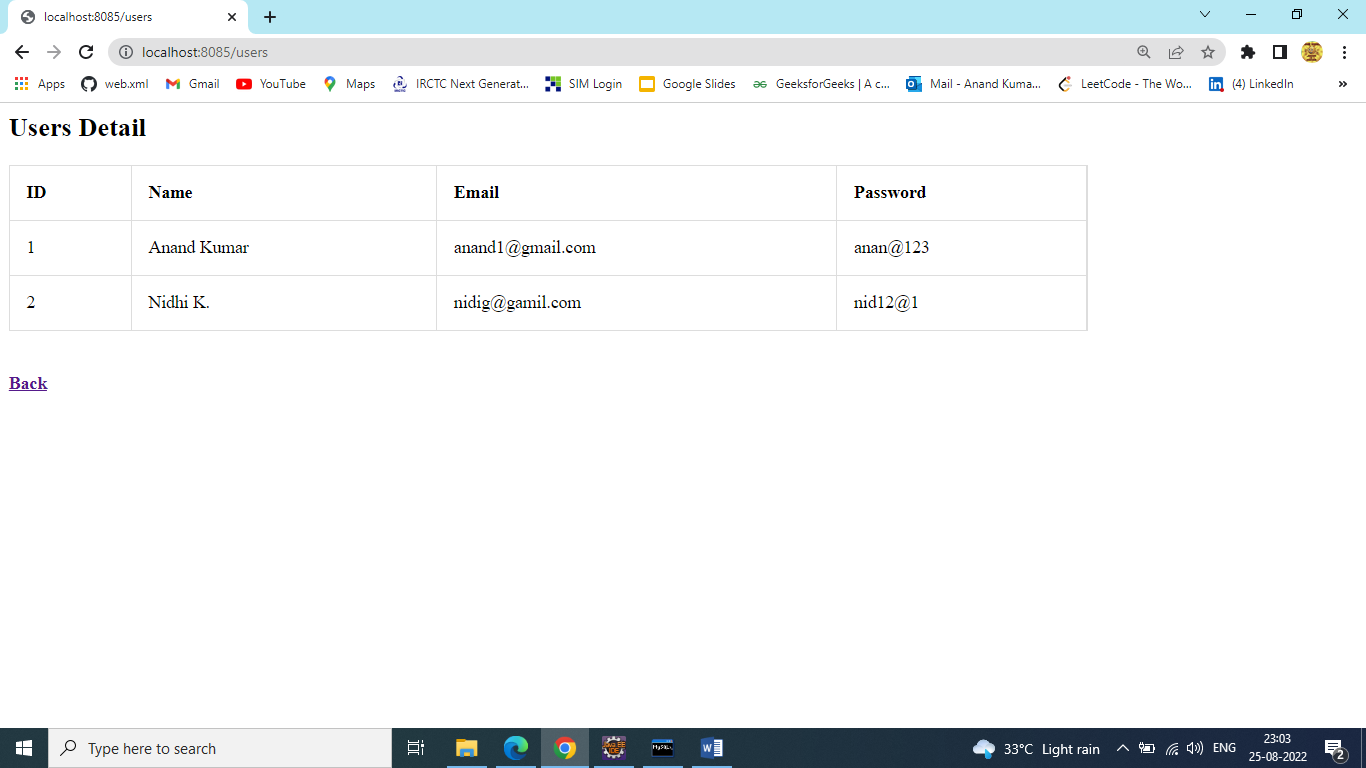 localhost:8085/users
localhost:8085/users
Apps web.xml Gmail YouTube Maps IRCTC Next Generat... SIM Login Google Slides GeeksforGeeks | A c... Mail - Anand Kuma... LeetCode - The Wo... (4) LinkedIn »
Users Detail
ID Name Email Password
1 Anand Kumar anand1@gmail.com anan@123
2 Nidhi K. nidig@gamil.com nid12@1
Back
Type here to search 33°C Light rain ENG 23:03
25-08-2022 2